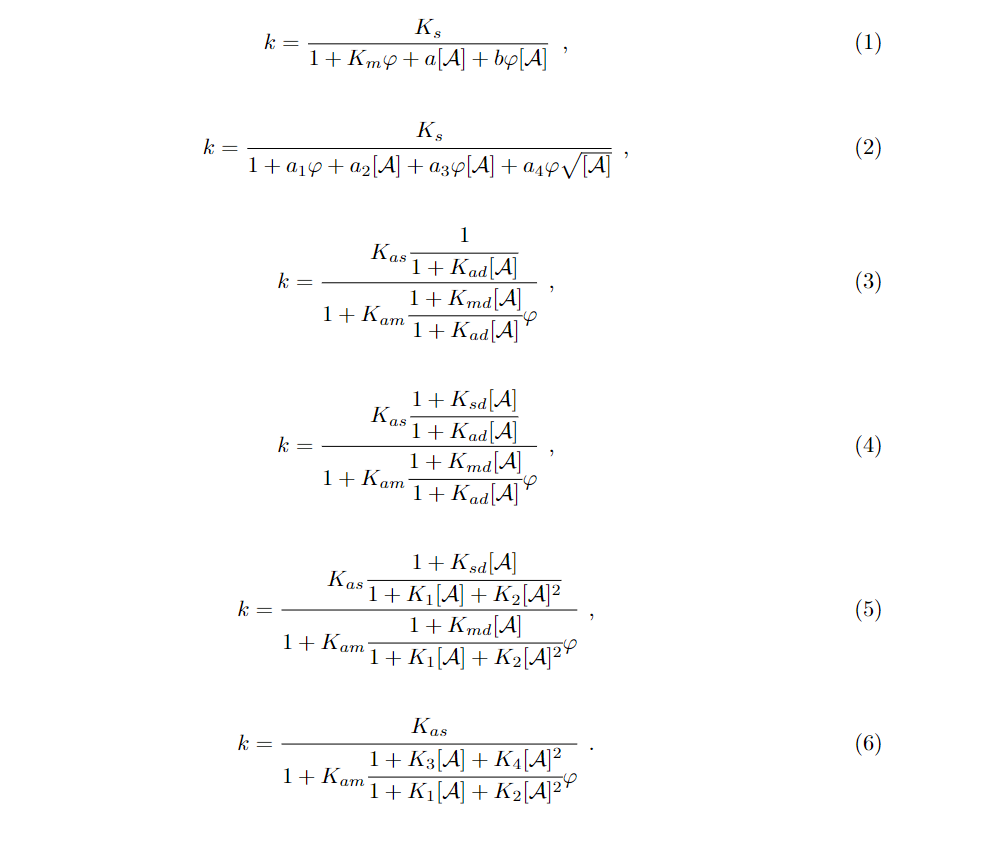 $k = \frac{K_s}{1 + K_m\varphi + a[\mathcal{A}] + b\varphi[\mathcal{A}]}$ , (1)
$k = \frac{K_s}{1 + a_1\varphi + a_2[\mathcal{A}] + a_3\varphi[\mathcal{A}] + a_4\varphi\sqrt{[\mathcal{A}]}}$ , (2)
$k = \frac{K_{as}\frac{1}{1 + K_{ad}[\mathcal{A}]}}{1 + K_{am}\frac{1 + K_{md}[\mathcal{A}]}{1 + K_{ad}[\mathcal{A}]}\varphi}$ , (3)
$k = \frac{K_{as}\frac{1 + K_{sd}[\mathcal{A}]}{1 + K_{ad}[\mathcal{A}]}}{1 + K_{am}\frac{1 + K_{md}[\mathcal{A}]}{1 + K_{ad}[\mathcal{A}]}\varphi}$ , (4)
$k = \frac{K_{as}\frac{1 + K_{sd}[\mathcal{A}]}{1 + K_1[\mathcal{A}] + K_2[\mathcal{A}]^2}}{1 + K_{am}\frac{1 + K_{md}[\mathcal{A}]}{1 + K_1[\mathcal{A}] + K_2[\mathcal{A}]^2}\varphi}$ , (5)
$k = \frac{K_{as}}{1 + K_{am}\frac{1 + K_3[\mathcal{A}] + K_4[\mathcal{A}]^2}{1 + K_1[\mathcal{A}] + K_2[\mathcal{A}]^2}\varphi}$ . (6)